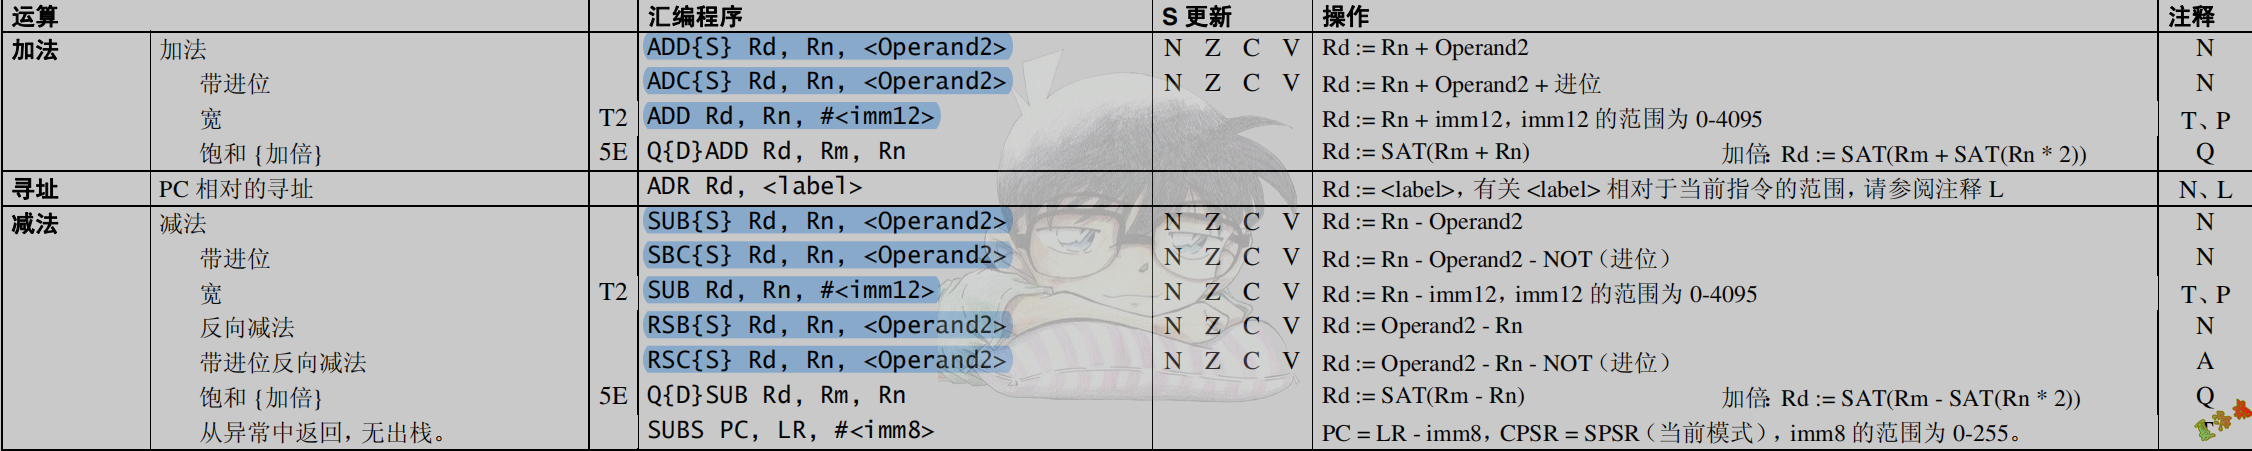 运算 汇编程序 S 更新 操作 注释
加法 加法 ADD{S} Rd, Rn, <Operand2> N Z C V Rd := Rn + Operand2 N
带进位 ADC{S} Rd, Rn, <Operand2> N Z C V Rd := Rn + Operand2 + 进位 N
宽 T2 ADD Rd, Rn, #<imm12> Rd := Rn + imm12，imm12 的范围为 0-4095 T、P
饱和 {加倍} 5E Q{D}ADD Rd, Rm, Rn Rd := SAT(Rm + Rn) 加倍：Rd := SAT(Rm + SAT(Rn * 2)) Q
寻址 PC 相对的寻址 ADR Rd, <label> Rd := <label>，有关 <label> 相对于当前指令的范围，请参阅注释 L N、L
减法 减法 SUB{S} Rd, Rn, <Operand2> N Z C V Rd := Rn - Operand2 N
带进位 SBC{S} Rd, Rn, <Operand2> N Z C V Rd := Rn - Operand2 - NOT（进位） N
宽 T2 SUB Rd, Rn, #<imm12> N Z C V Rd := Rn - imm12，imm12 的范围为 0-4095 T、P
反向减法 RSB{S} Rd, Rn, <Operand2> N Z C V Rd := Operand2 - Rn N
带进位反向减法 RSC{S} Rd, Rn, <Operand2> N Z C V Rd := Operand2 - Rn - NOT（进位） A
饱和 {加倍} 5E Q{D}SUB Rd, Rm, Rn Rd := SAT(Rm - Rn) 加倍：Rd := SAT(Rm - SAT(Rn * 2)) Q
从异常中返回，无出栈。 SUBS PC, LR, #<imm8> PC = LR - imm8，CPSR = SPSR（当前模式），imm8 的范围为 0-255。